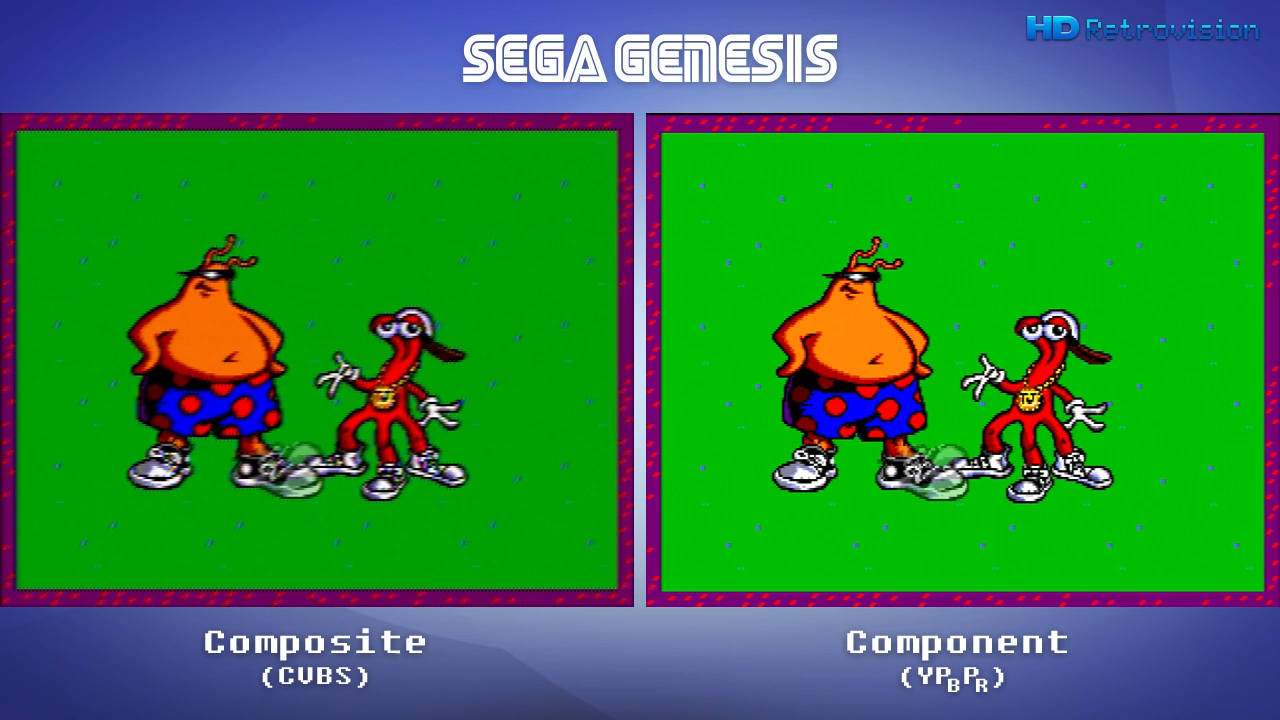 SEGA GENESIS
HD Retrovision
Composite
(CVBS)
Component
(YPBPR)